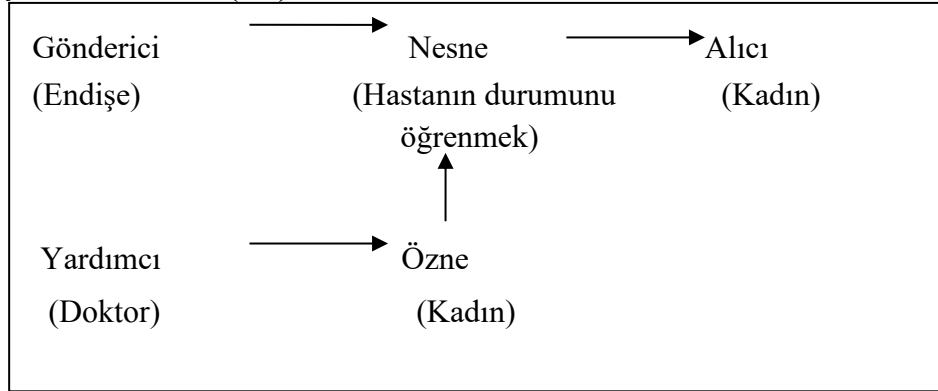 Gönderici Nesne Alıcı
(Endişe) (Hastanın durumunu (Kadın)
öğrenmek)
Yardımcı Özne
(Doktor) (Kadın)